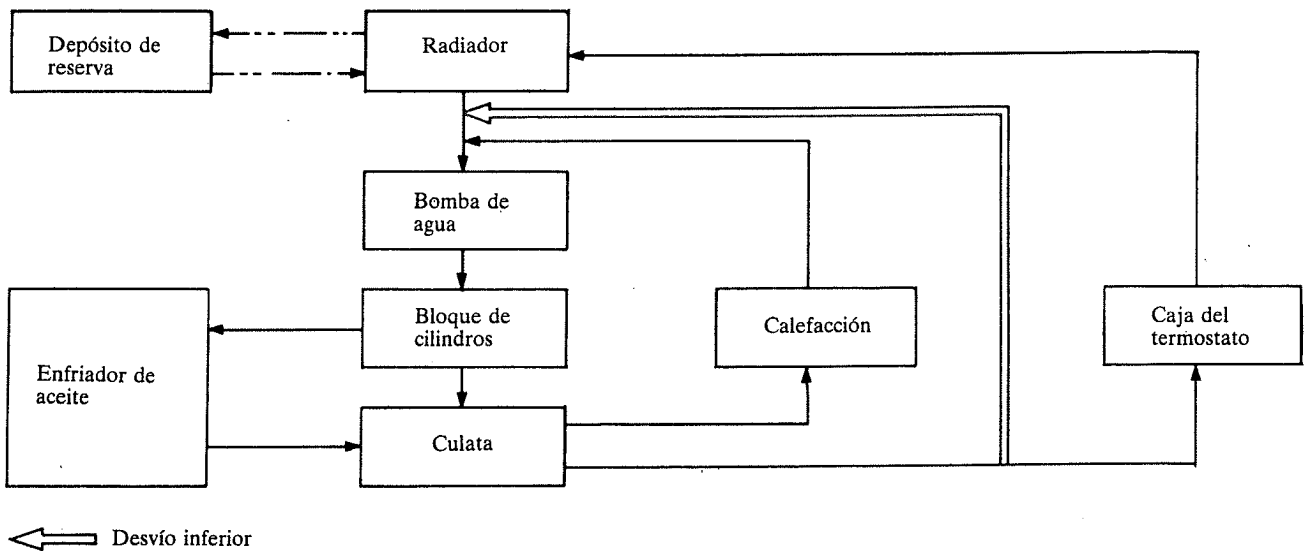 Depósito de
reserva
Radiador
Bomba de
agua
Bloque de
cilindros
Calefacción
Caja del
termostato
Enfriador de
aceite
Culata
Desvío inferior